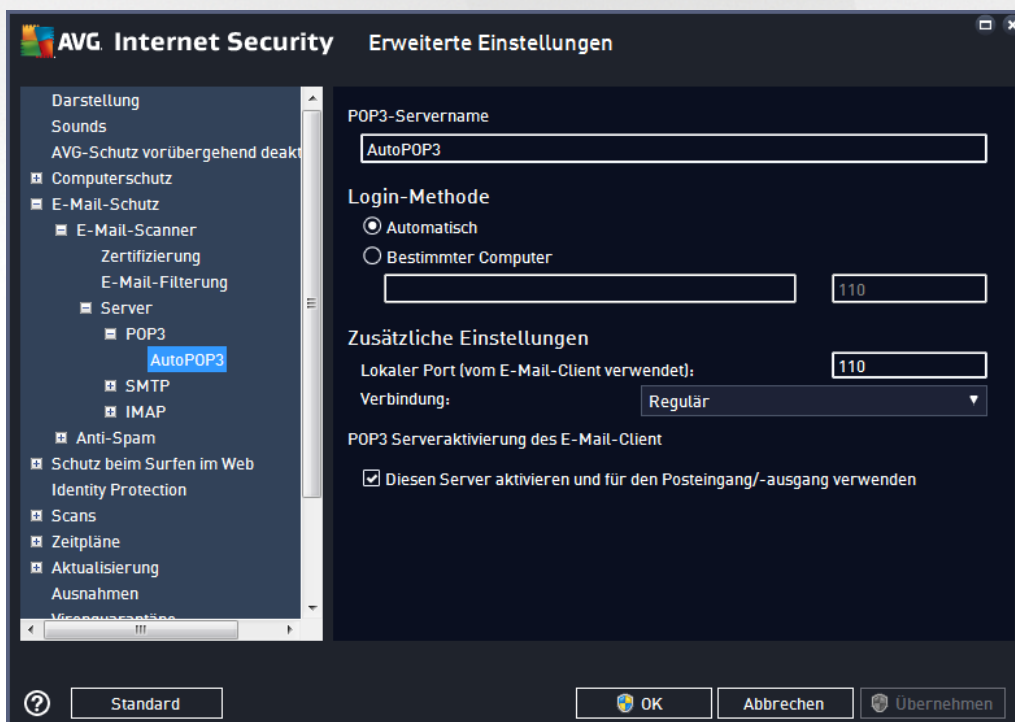 AVG. Internet Security Erweiterte Einstellungen
Darstellung
Sounds
AVG-Schutz vorübergehend deakt
Computerschutz
E-Mail-Schutz
E-Mail-Scanner
Zertifizierung
E-Mail-Filterung
Server
POP3
AutoPOP3
SMTP
IMAP
Anti-Spam
Schutz beim Surfen im Web
Identity Protection
Scans
Zeitpläne
Aktualisierung
Ausnahmen
Virenquarantäne
POP3-Servername
AutoPOP3
Login-Methode
Automatisch
Bestimmter Computer
110
Zusätzliche Einstellungen
Lokaler Port (vom E-Mail-Client verwendet): 110
Verbindung: Regulär
POP3 Serveraktivierung des E-Mail-Client
Diesen Server aktivieren und für den Posteingang/-ausgang verwenden
Standard OK Abbrechen Übernehmen